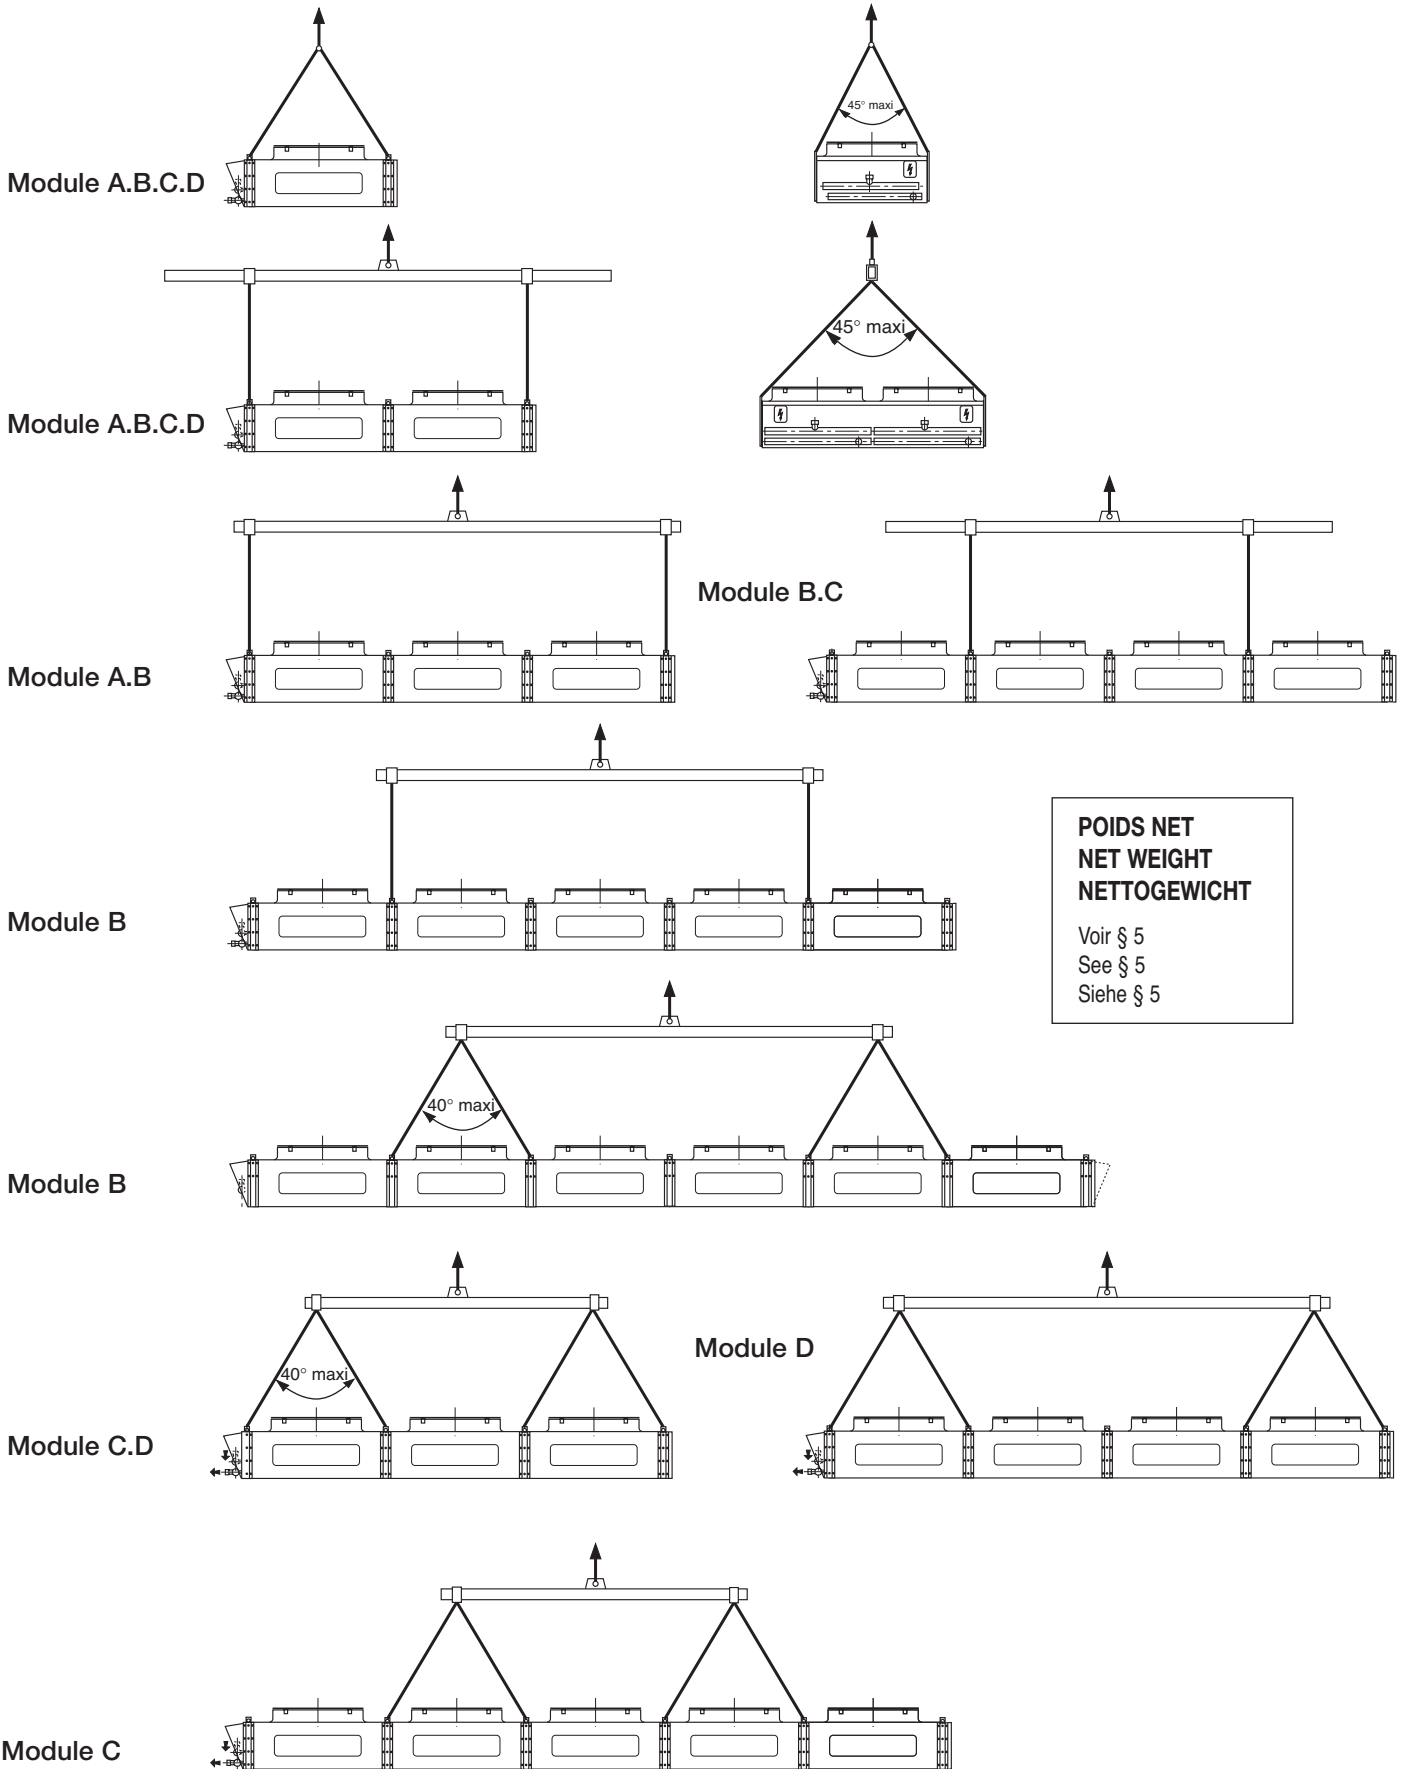 45° maxi
Module A.B.C.D
45° maxi
Module A.B.C.D
Module B.C
Module A.B
POIDS NET
NET WEIGHT
NETTOGEWICHT
Voir § 5
See § 5
Siehe § 5
Module B
40° maxi
Module B
Module D
40° maxi
Module C.D
Module C